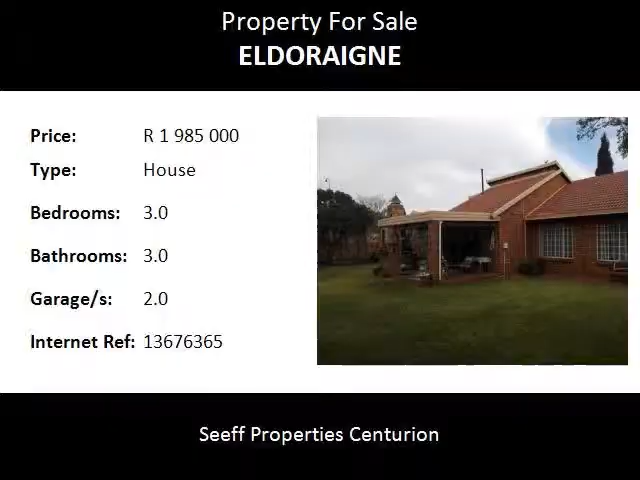 Property For Sale
ELDORAIGNE
Price: R 1 985 000
Type: House
Bedrooms: 3.0
Bathrooms: 3.0
Garage/s: 2.0
Internet Ref: 13676365
Seeff Properties Centurion